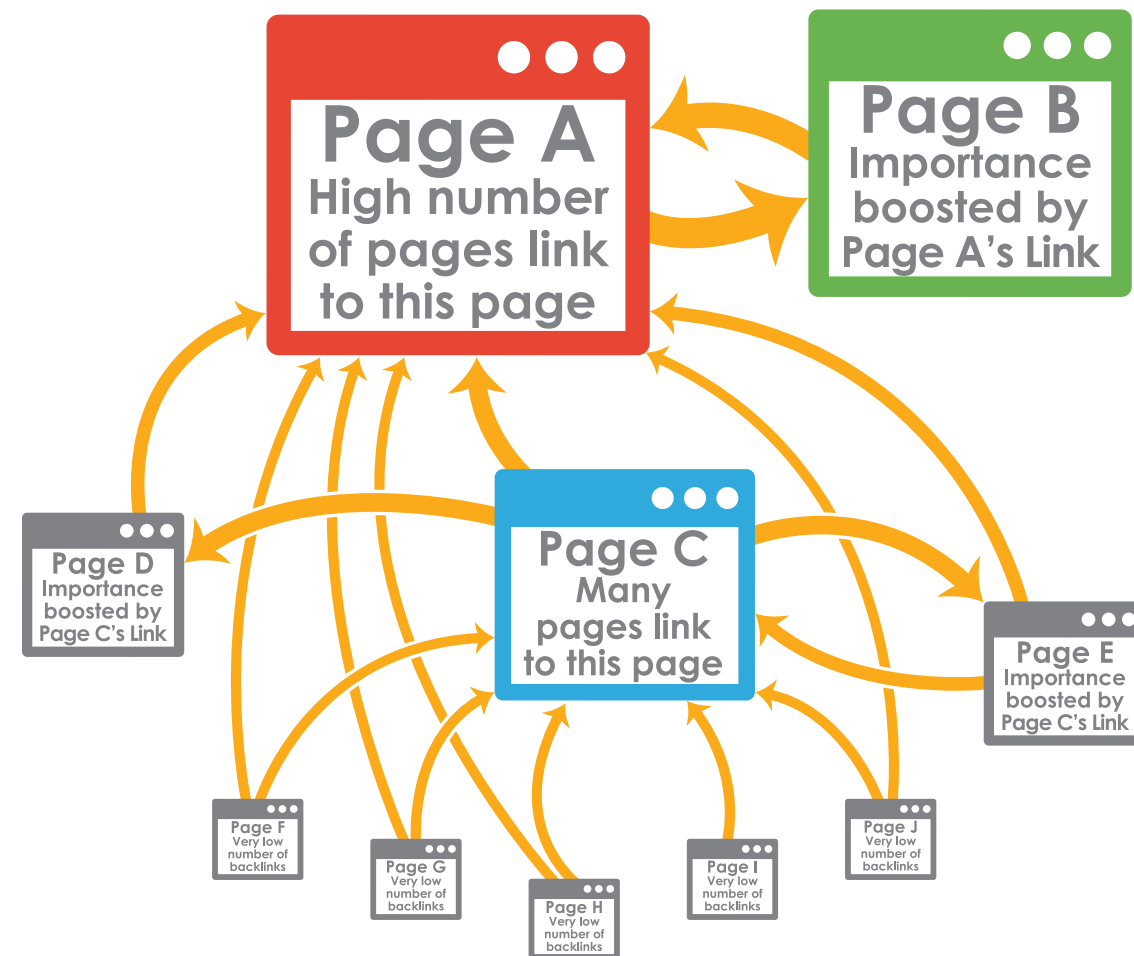 Page A
High number
of pages link
to this page
Page B
Importance
boosted by
Page A's Link
Page C
Many
pages link
to this page
Page D
Importance
boosted by
Page C's Link
Page E
Importance
boosted by
Page C's Link
Page F
Very low
number of
backlinks
Page G
Very low
number of
backlinks
Page H
Very low
number of
backlinks
Page I
Very low
number of
backlinks
Page J
Very low
number of
backlinks